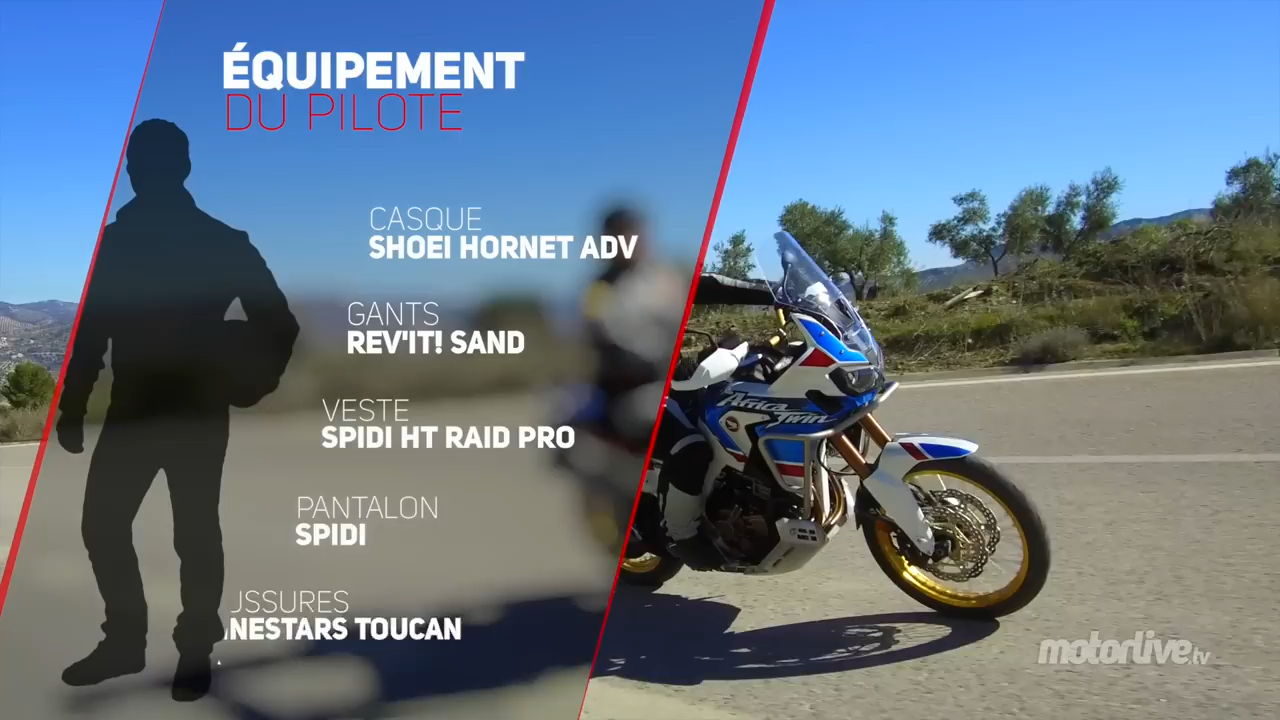 ÉQUIPEMENT
DU PILOTE
CASQUE
SHOEI HORNET ADV
GANTS
REV'IT! SAND
VESTE
SPIDI HT RAID PRO
PANTALON
SPIDI
USSURES
NESTARS TOUCAN
Africa
Twin
motorlive.tv